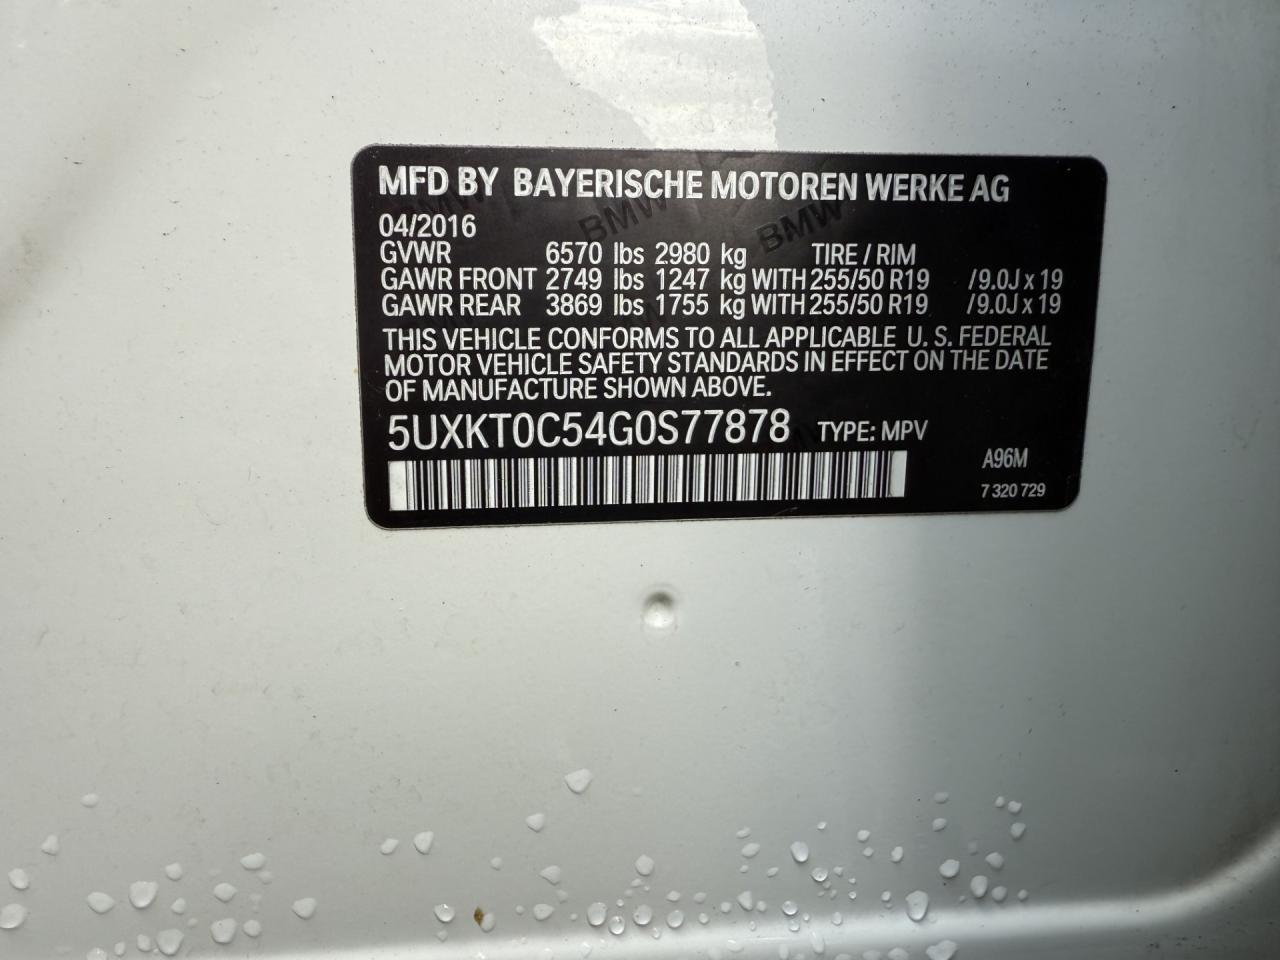 MFD BY BAYERISCHE MOTOREN WERKE AG
04/2016
GVWR 6570 lbs 2980 kg TIRE / RIM
GAWR FRONT 2749 lbs 1247 kg WITH 255/50 R19 /9.0J x 19
GAWR REAR 3869 lbs 1755 kg WITH 255/50 R19 /9.0J x 19
THIS VEHICLE CONFORMS TO ALL APPLICABLE U. S. FEDERAL
MOTOR VEHICLE SAFETY STANDARDS IN EFFECT ON THE DATE
OF MANUFACTURE SHOWN ABOVE.
5UXKT0C54G0S77878 TYPE: MPV
A96M
7 320 729
BMW BMW